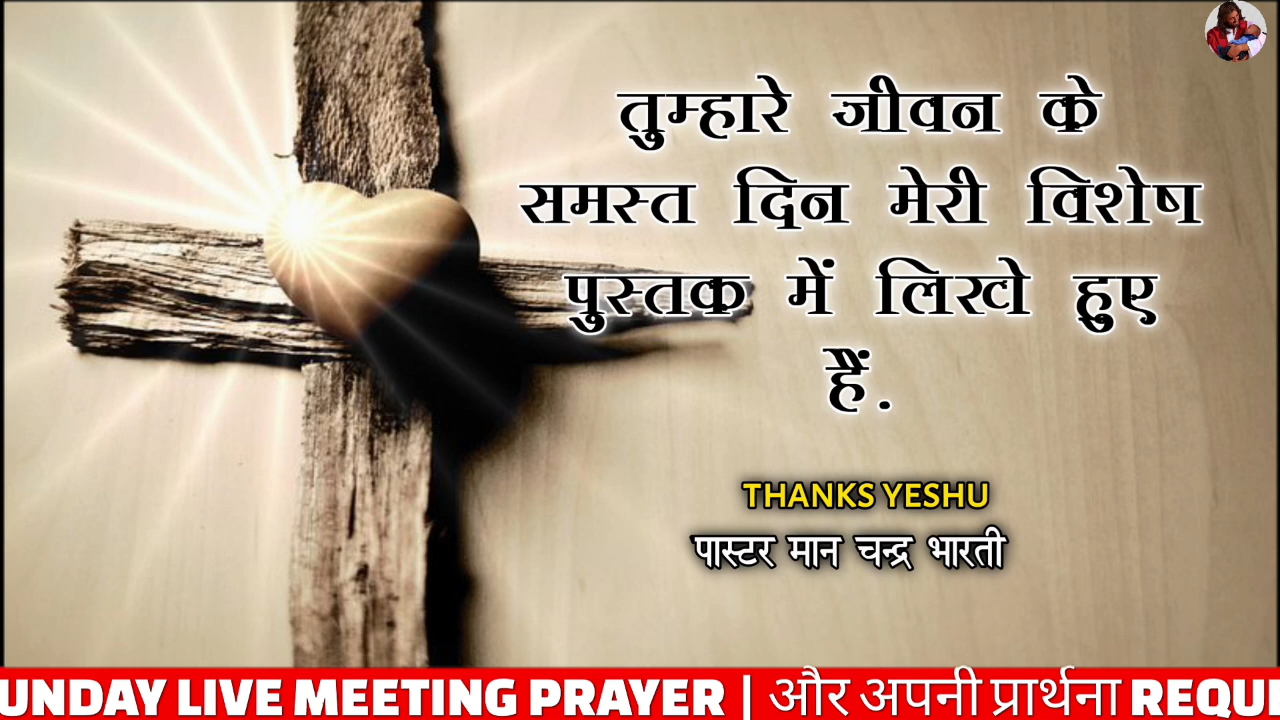 तुम्हारे जीवन के
समस्त दिन मेरी विशेष
पुस्तक में लिखे हुए
हैं.
THANKS YESHU
पास्टर मान चन्द्र भारती
UNDAY LIVE MEETING PRAYER | और अपनी प्रार्थना REQU